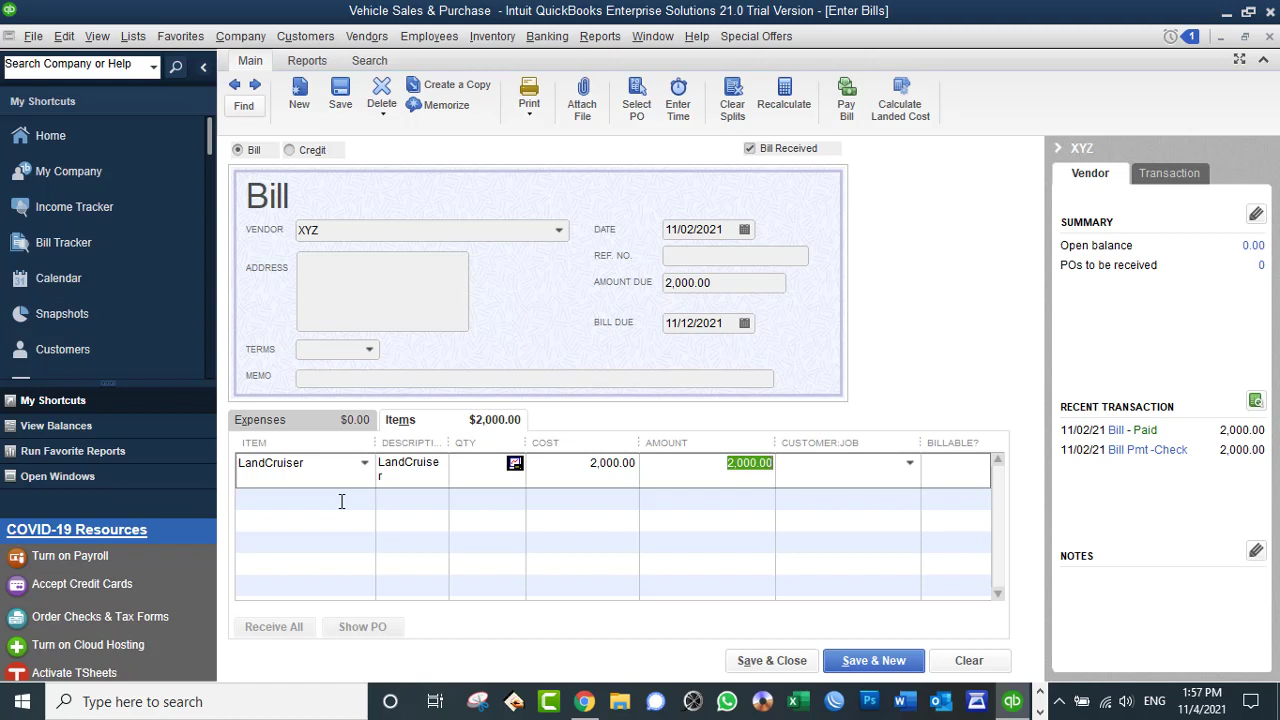 Vehicle Sales & Purchase - Intuit QuickBooks Enterprise Solutions 21.0 Trial Version - [Enter Bills]
File Edit View Lists Favorites Company Customers Vendors Employees Inventory Banking Reports Window Help Special Offers 1
Search Company or Help
Main Reports Search
Find New Save Delete Create a Copy Memorize Print Attach File Select PO Enter Time Clear Splits Recalculate Pay Bill Calculate Landed Cost
My Shortcuts
Home
My Company
Income Tracker
Bill Tracker
Calendar
Snapshots
Customers
My Shortcuts
View Balances
Run Favorite Reports
Open Windows
COVID-19 Resources
Turn on Payroll
Accept Credit Cards
Order Checks & Tax Forms
Turn on Cloud Hosting
Activate TSheets
Bill Credit Bill Received
Bill
VENDOR XYZ
ADDRESS
TERMS
MEMO
DATE 11/02/2021
REF. NO.
AMOUNT DUE 2,000.00
BILL DUE 11/12/2021
Expenses $0.00 Items $2,000.00
ITEM DESCRIPTI... QTY COST AMOUNT CUSTOMER:JOB BILLABLE?
LandCruiser LandCruise 2,000.00 2,000.00
r
Receive All Show PO
Save & Close Save & New Clear
XYZ
Vendor Transaction
SUMMARY
Open balance 0.00
POs to be received 0
RECENT TRANSACTION
11/02/21 Bill - Paid 2,000.00
11/02/21 Bill Pmt -Check 2,000.00
NOTES
Type here to search
ENG
1:57 PM
11/4/2021